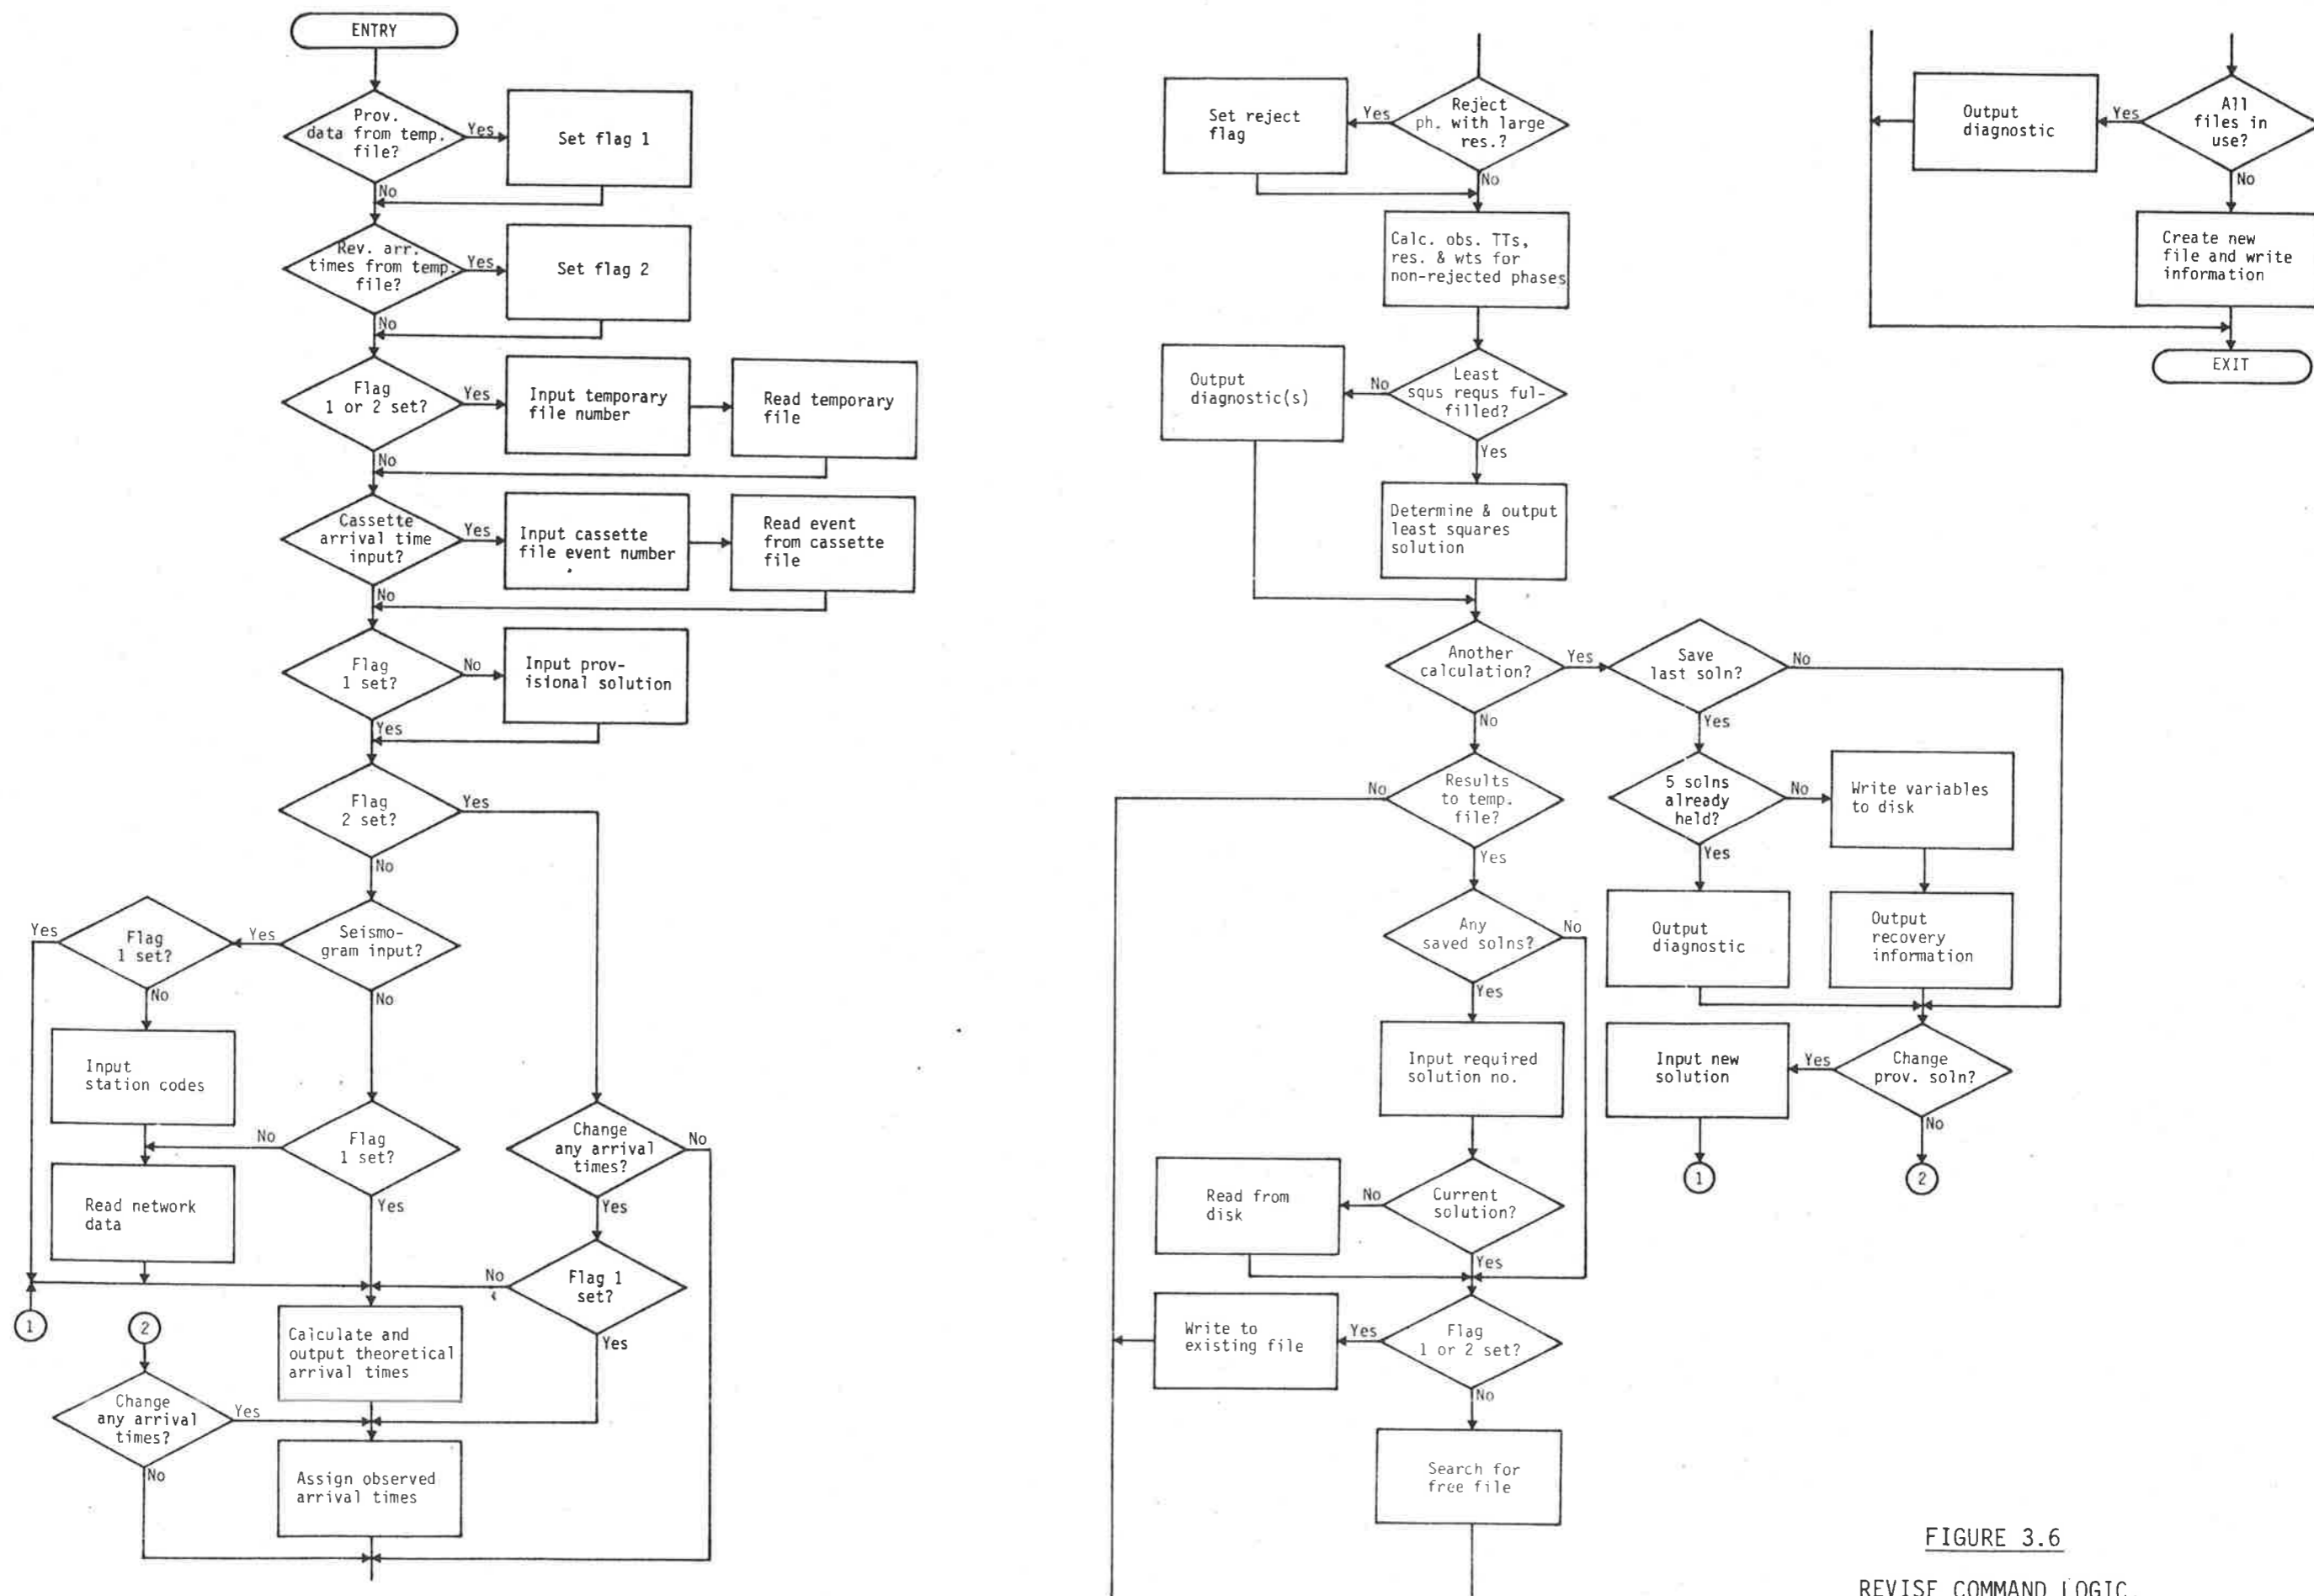 ENTRY
Prov.
data from temp.
file?
Yes
Set flag 1
No
Rev. arr.
times from temp.
file?
Yes
Set flag 2
No
Flag
1 or 2 set?
Yes
Input temporary
file number
Read temporary
file
No
Cassette
arrival time
input?
Yes
Input cassette
file event number
Read event
from cassette
file
No
Flag
1 set?
No
Input prov-
isional solution
Yes
Flag
2 set?
Yes
No
Seismo-
gram input?
Yes
Flag
1 set?
Yes
No
No
Input
station codes
Flag
1 set?
No
Yes
Read network
data
Change
any arrival
times?
No
Yes
Flag 1
set?
No
Yes
1
2
Calculate and
output theoretical
arrival times
Change
any arrival
times?
Yes
No
Assign observed
arrival times
Reject
ph. with large
res.?
Yes
Set reject
flag
No
Calc. obs. TTs,
res. & wts for
non-rejected phases
Least
squs requs ful-
filled?
No
Output
diagnostic(s)
Yes
Determine & output
least squares
solution
Another
calculation?
Yes
Save
last soln?
No
No
Yes
Results
to temp.
file?
No
Yes
5 solns
already
held?
No
Write variables
to disk
Yes
Any
saved solns?
No
Yes
Output
diagnostic
Output
recovery
information
Input required
solution no.
Input new
solution
Yes
Change
prov. soln?
No
1
2
Current
solution?
No
Read from
disk
Yes
Flag
1 or 2 set?
Yes
Write to
existing file
No
Search for
free file
All
files in
use?
Yes
Output
diagnostic
No
Create new
file and write
information
EXIT
FIGURE 3.6
REVISE COMMAND LOGIC.